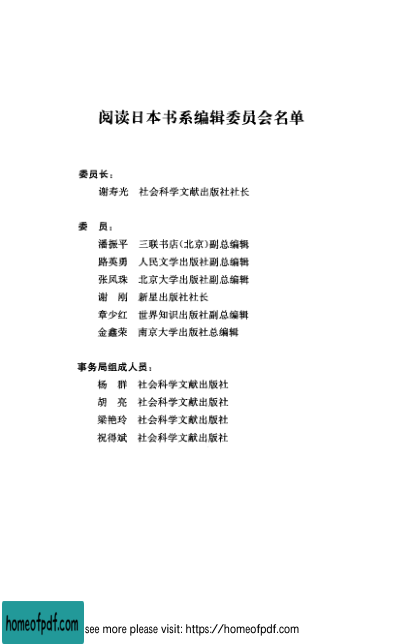 阅读日本书系编辑委员会名单
委员长：
谢寿光　社会科学文献出版社社长
委　员：
潘振平　三联书店（北京）副总编辑
路英勇　人民文学出版社副总编辑
张凤珠　北京大学出版社副总编辑
谢　刚　新星出版社社长
章少红　世界知识出版社副总编辑
金鑫荣　南京大学出版社总编辑
事务局组成人员：
杨　群　社会科学文献出版社
胡　亮　社会科学文献出版社
梁艳玲　社会科学文献出版社
祝得斌　社会科学文献出版社
homeofpdf.com
see more please visit: https://homeofpdf.com